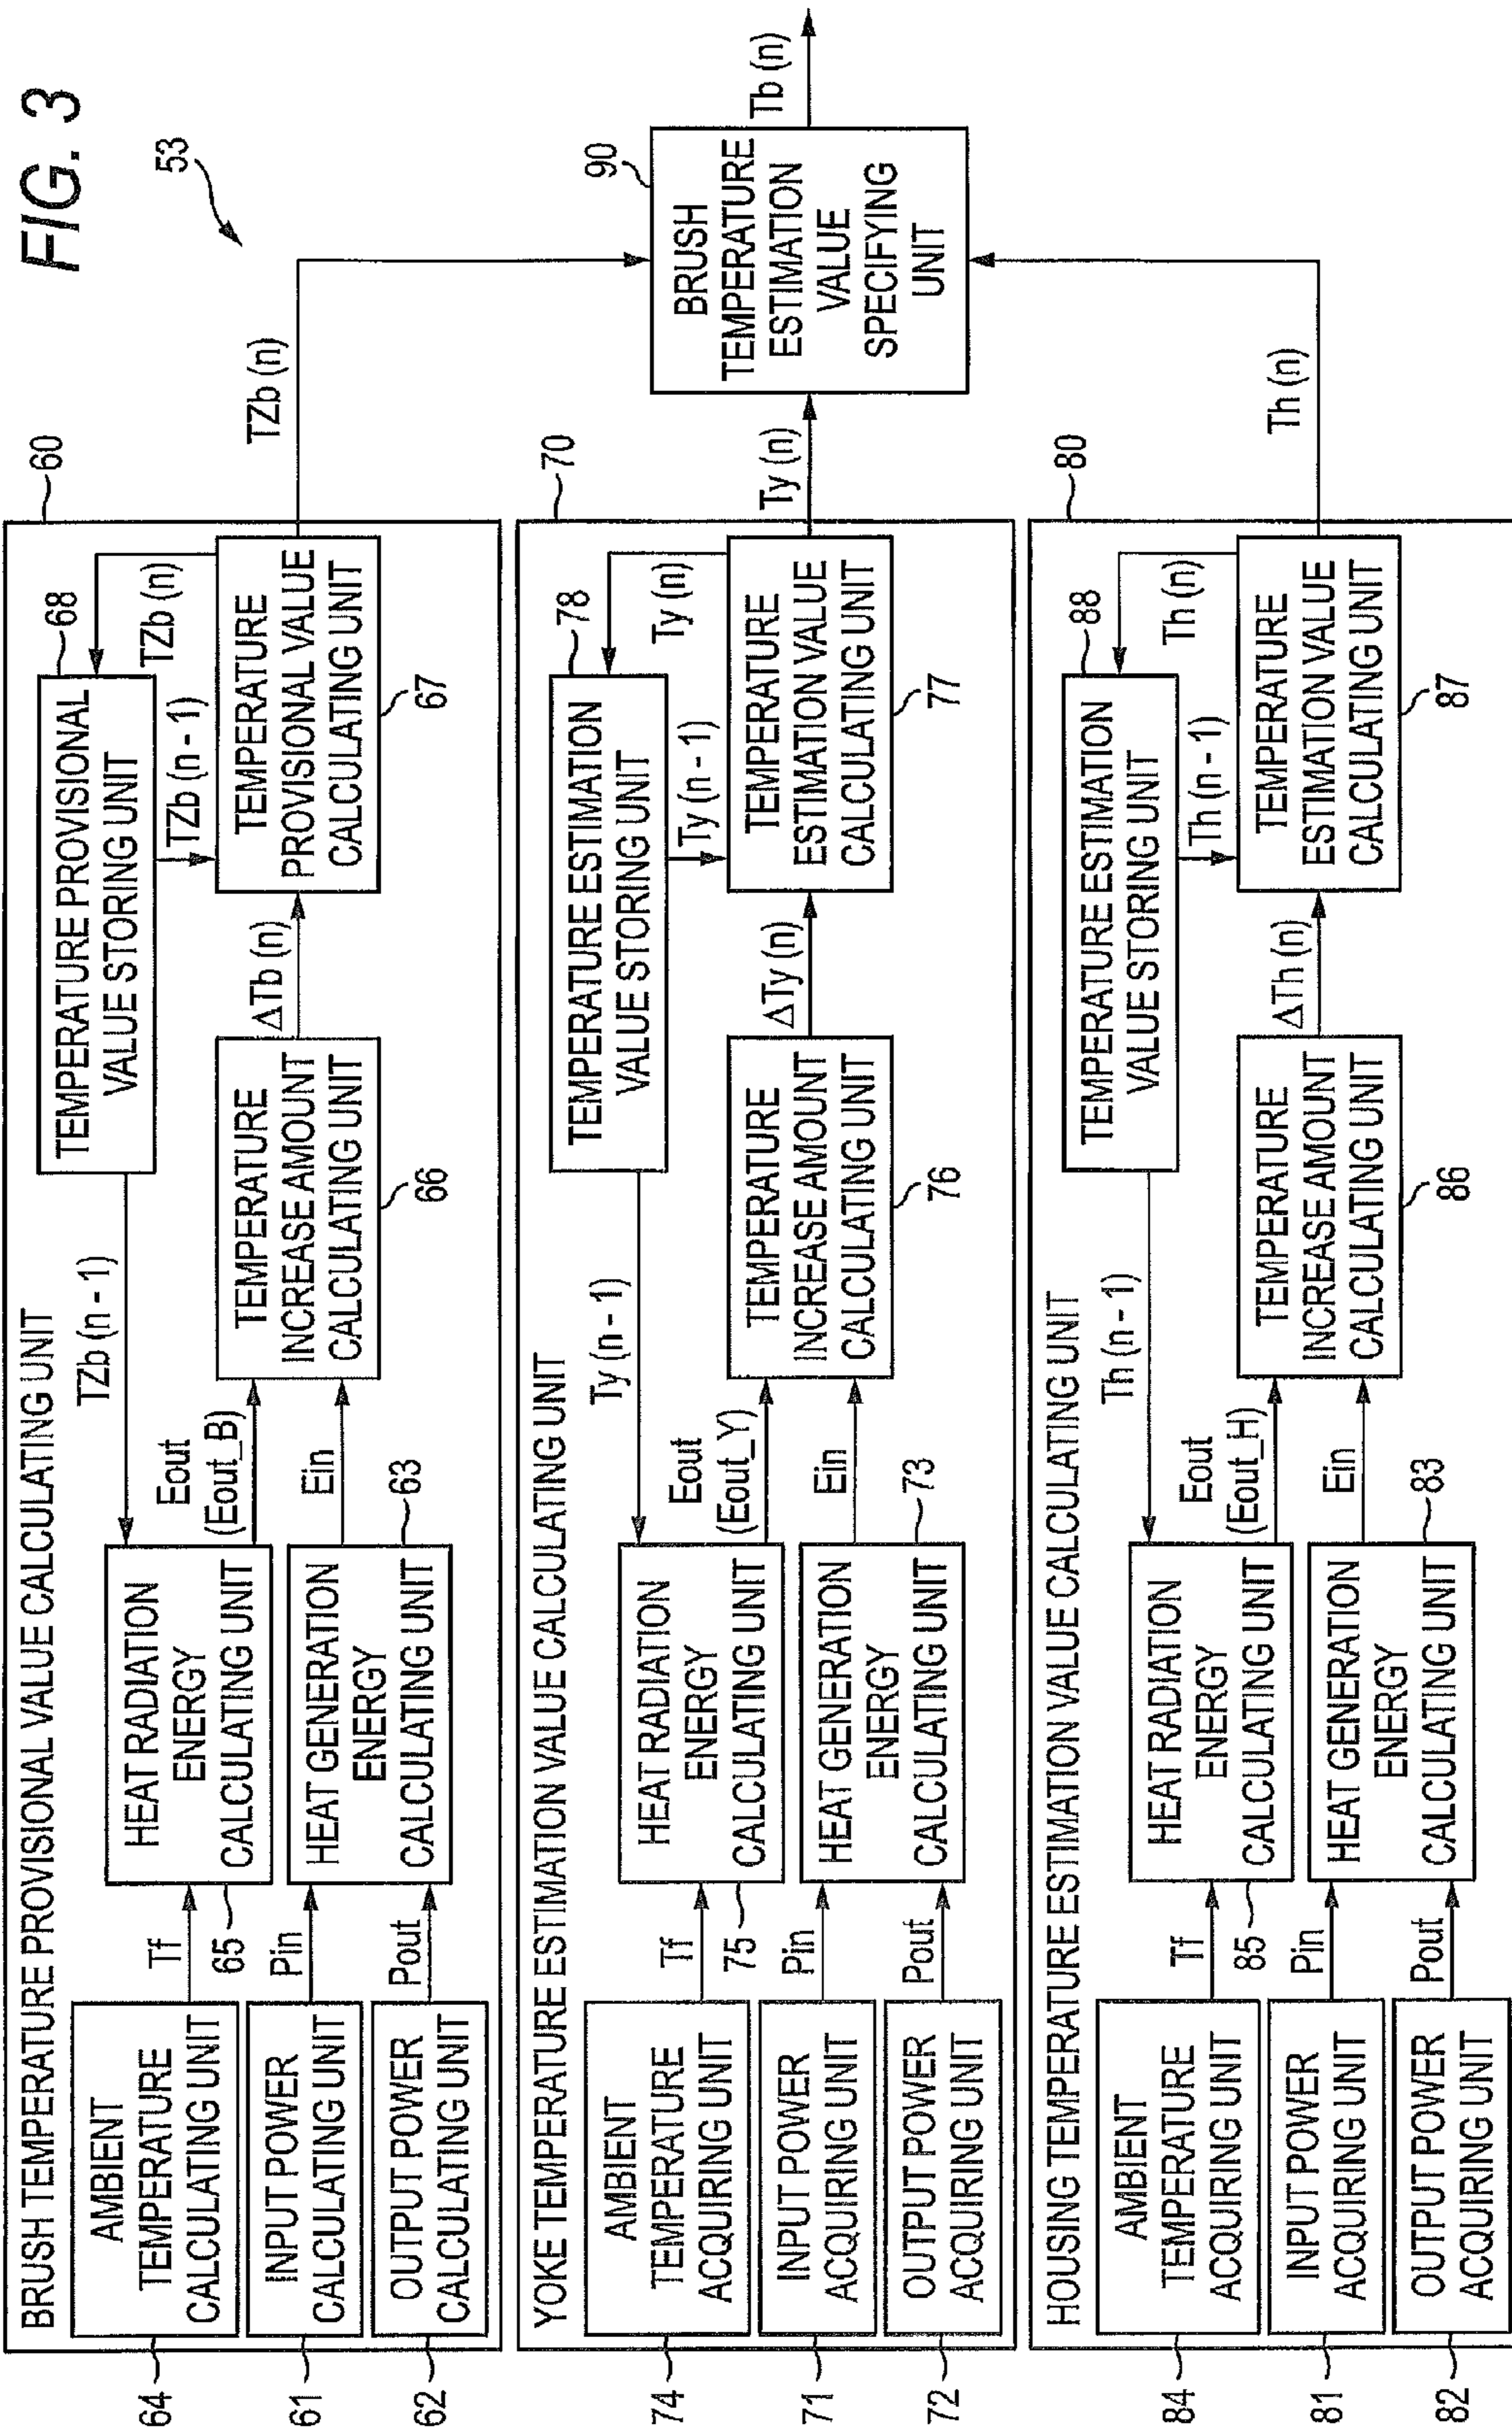 FIG. 3
53
BRUSH TEMPERATURE PROVISIONAL VALUE CALCULATING UNIT
60
64
AMBIENT
TEMPERATURE
CALCULATING UNIT
61
INPUT POWER
CALCULATING UNIT
62
OUTPUT POWER
CALCULATING UNIT
Tf
65
Pin
Pout
HEAT RADIATION
ENERGY
CALCULATING UNIT
HEAT GENERATION
ENERGY
CALCULATING UNIT
63
TZb (n - 1)
Eout
(Eout_B)
Ein
TEMPERATURE
INCREASE AMOUNT
CALCULATING UNIT
66
ΔTb (n)
TEMPERATURE PROVISIONAL
VALUE STORING UNIT
68
TZb (n - 1)
TZb (n)
TEMPERATURE
PROVISIONAL VALUE
CALCULATING UNIT
67
TZb (n)
YOKE TEMPERATURE ESTIMATION VALUE CALCULATING UNIT
70
74
AMBIENT
TEMPERATURE
ACQUIRING UNIT
71
INPUT POWER
ACQUIRING UNIT
72
OUTPUT POWER
ACQUIRING UNIT
Tf
75
Pin
Pout
HEAT RADIATION
ENERGY
CALCULATING UNIT
HEAT GENERATION
ENERGY
CALCULATING UNIT
73
Ty (n - 1)
Eout
(Eout_Y)
Ein
TEMPERATURE
INCREASE AMOUNT
CALCULATING UNIT
76
ΔTy (n)
TEMPERATURE ESTIMATION
VALUE STORING UNIT
78
Ty (n - 1)
Ty (n)
TEMPERATURE
ESTIMATION VALUE
CALCULATING UNIT
77
Ty (n)
HOUSING TEMPERATURE ESTIMATION VALUE CALCULATING UNIT
80
84
AMBIENT
TEMPERATURE
ACQUIRING UNIT
81
INPUT POWER
ACQUIRING UNIT
82
OUTPUT POWER
ACQUIRING UNIT
Tf
85
Pin
Pout
HEAT RADIATION
ENERGY
CALCULATING UNIT
HEAT GENERATION
ENERGY
CALCULATING UNIT
83
Th (n - 1)
Eout
(Eout_H)
Ein
TEMPERATURE
INCREASE AMOUNT
CALCULATING UNIT
86
ΔTh (n)
TEMPERATURE ESTIMATION
VALUE STORING UNIT
88
Th (n - 1)
Th (n)
TEMPERATURE
ESTIMATION VALUE
CALCULATING UNIT
87
Th (n)
90
BRUSH
TEMPERATURE
ESTIMATION
VALUE
SPECIFYING
UNIT
Tb (n)